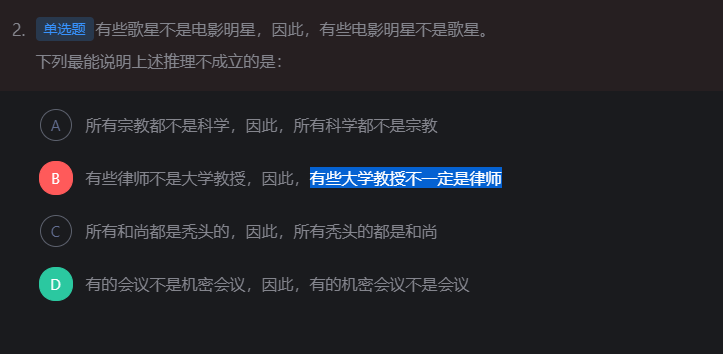 2. 单选题 有些歌星不是电影明星，因此，有些电影明星不是歌星。
下列最能说明上述推理不成立的是：
A 所有宗教都不是科学，因此，所有科学都不是宗教
B 有些律师不是大学教授，因此，有些大学教授不一定是律师
C 所有和尚都是秃头的，因此，所有秃头的都是和尚
D 有的会议不是机密会议，因此，有的机密会议不是会议